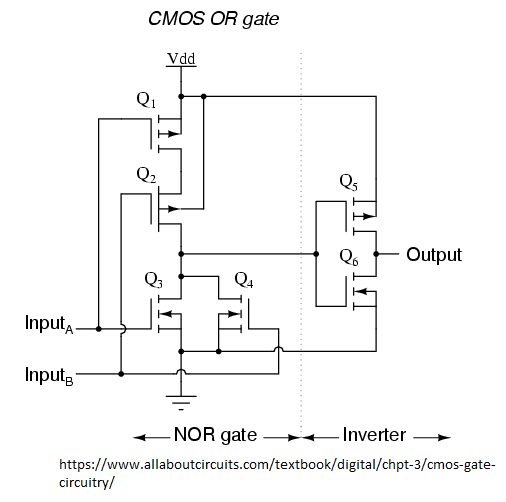 CMOS OR gate
Vdd
Q1
Q2
Q5
Q3
Q4
Q6
Output
InputA
InputB
NOR gate
Inverter
https://www.allaboutcircuits.com/textbook/digital/chpt-3/cmos-gate-
circuitry/